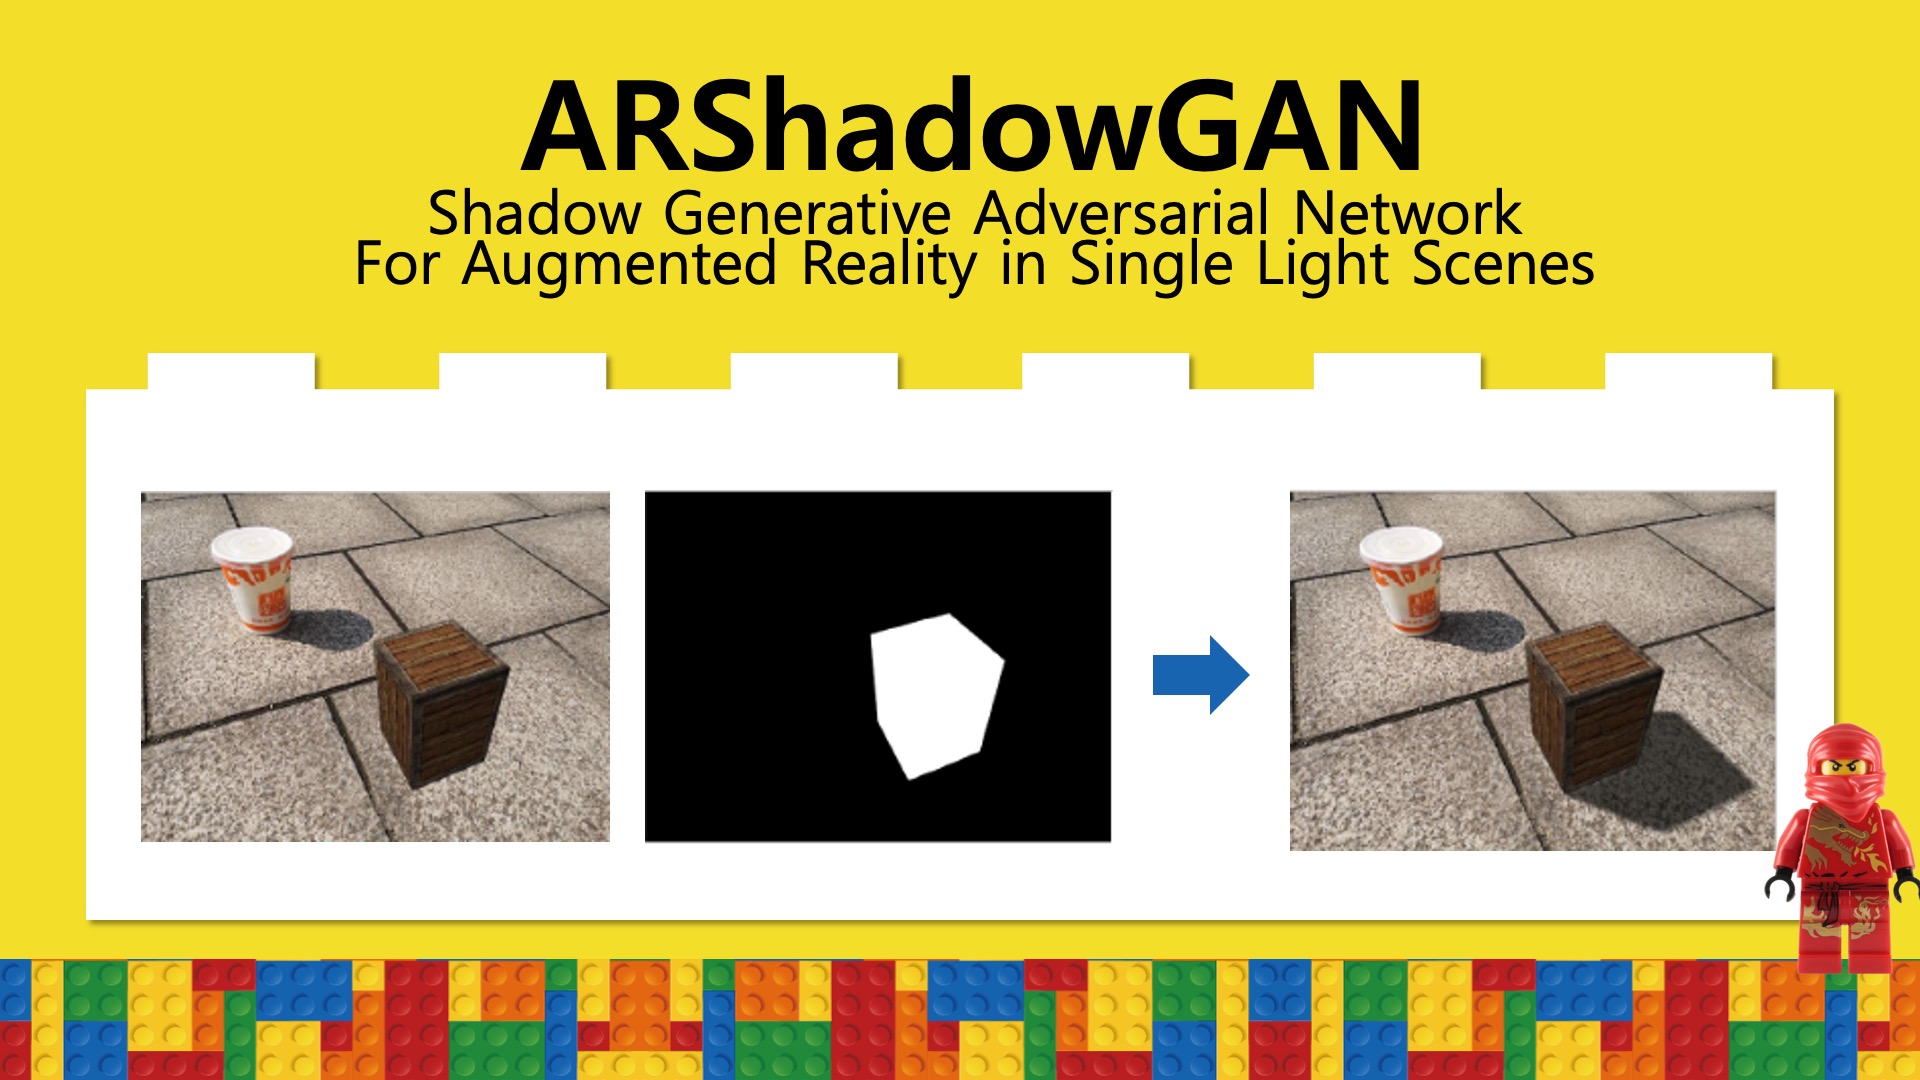 ARShadowGAN
Shadow Generative Adversarial Network
For Augmented Reality in Single Light Scenes